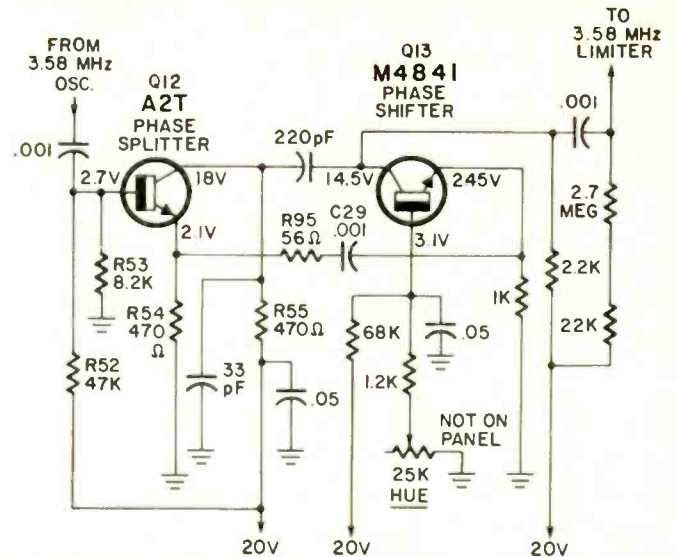 FROM
3.58 MHz
OSC.
.001
Q12
A2T
PHASE
SPLITTER
2.7V
18V
2.1V
R53
8.2K
R54
470
Ω
R52
47K
33
pF
R55
470Ω
.05
220pF
R95
56Ω
C29
.001
Q13
M4841
PHASE
SHIFTER
14.5V
245V
3.1V
68K
.05
1.2K
NOT ON
PANEL
25K
HUE
1K
TO
3.58 MHz
LIMITER
.001
2.7
MEG
2.2K
22K
20V
20V
20V